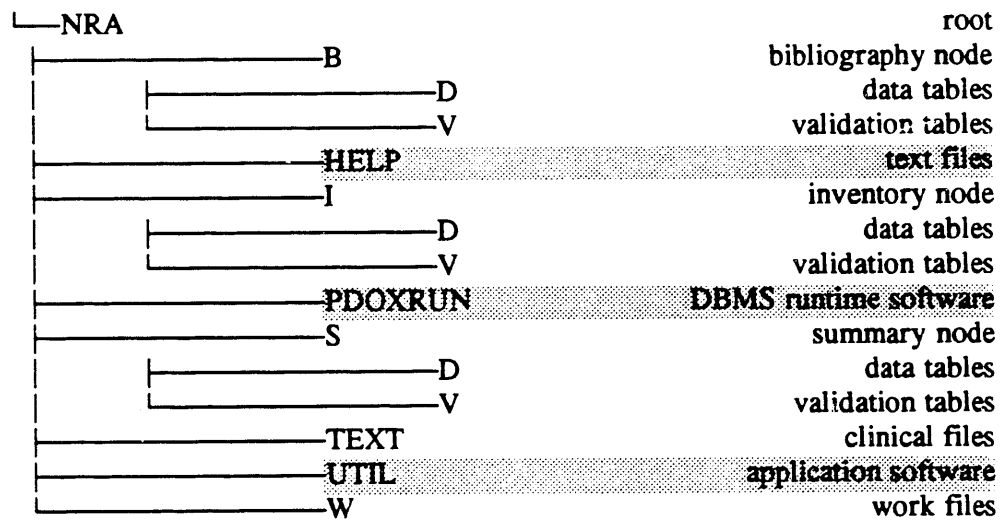 NRA root
B bibliography node
D data tables
V validation tables
HELP text files
I inventory node
D data tables
V validation tables
PDOXRUN DBMS runtime software
S summary node
D data tables
V validation tables
TEXT clinical files
UTIL application software
W work files